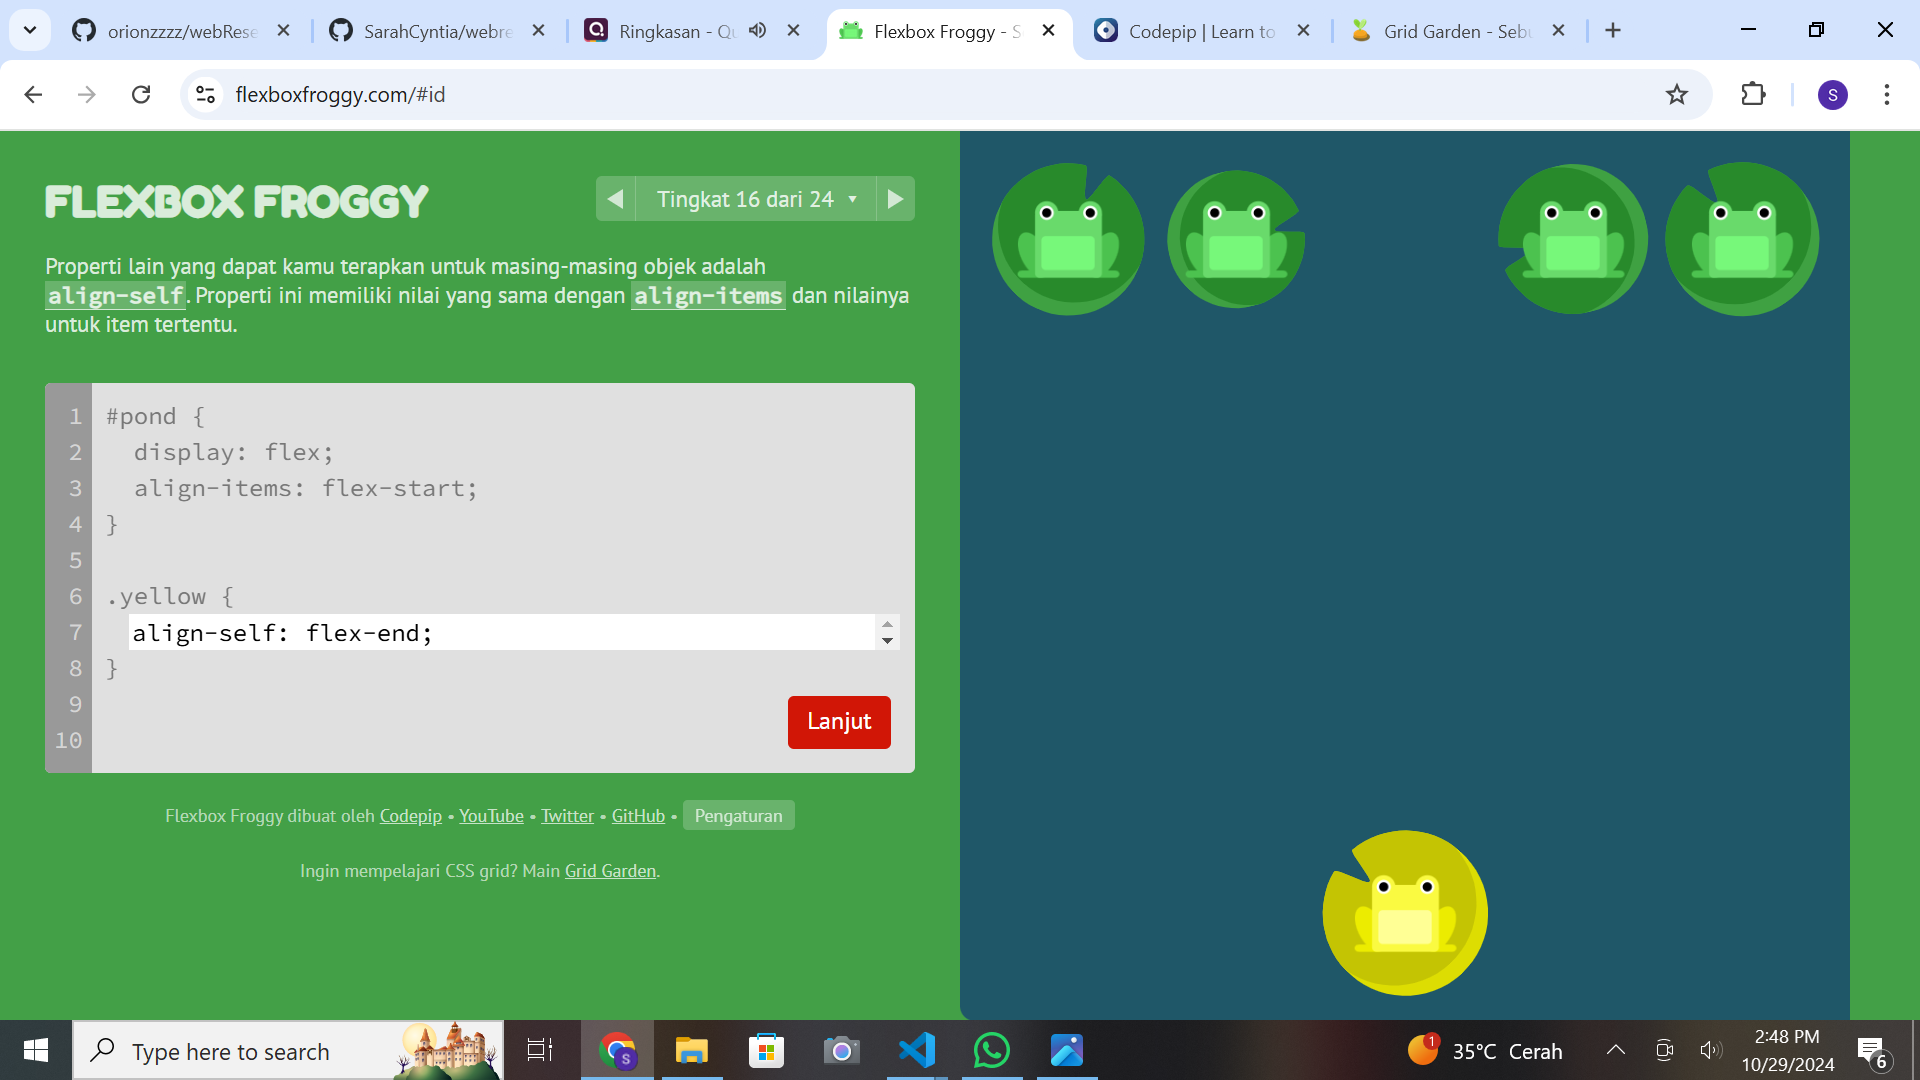 orionzzzz/webRese
SarahCyntia/webre
Ringkasan - Qu
Flexbox Froggy - S
Codepip | Learn to
Grid Garden - Sebu
flexboxfroggy.com/#id
S
FLEXBOX FROGGY
Tingkat 16 dari 24
Properti lain yang dapat kamu terapkan untuk masing-masing objek adalah
align-self. Properti ini memiliki nilai yang sama dengan align-items dan nilainya
untuk item tertentu.
1 #pond {
2 display: flex;
3 align-items: flex-start;
4 }
5
6 .yellow {
7 align-self: flex-end;
8 }
9
10
Lanjut
Flexbox Froggy dibuat oleh Codepip • YouTube • Twitter • GitHub • Pengaturan
Ingin mempelajari CSS grid? Main Grid Garden.
Type here to search
S
1
35°C Cerah
2:48 PM
10/29/2024
6